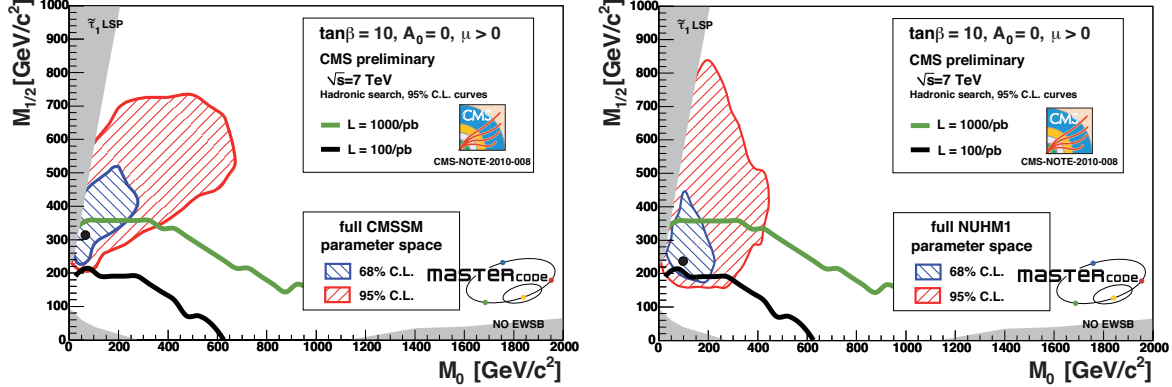 M1/2 [GeV/c²]
1000
900
800
700
600
500
400
300
200
100
0
τ̃1 LSP
tanβ = 10, A0 = 0, μ > 0
CMS preliminary
√s=7 TeV
Hadronic search, 95% C.L. curves
L = 1000/pb
L = 100/pb
CMS
CMS-NOTE-2010-008
full CMSSM
parameter space
68% C.L.
95% C.L.
MASTERCODE
NO EWSB
0 200 400 600 800 1000 1200 1400 1600 1800 2000
M0 [GeV/c²]
M1/2 [GeV/c²]
1000
900
800
700
600
500
400
300
200
100
0
τ̃1 LSP
tanβ = 10, A0 = 0, μ > 0
CMS preliminary
√s=7 TeV
Hadronic search, 95% C.L. curves
L = 1000/pb
L = 100/pb
CMS
CMS-NOTE-2010-008
full NUHM1
parameter space
68% C.L.
95% C.L.
MASTERCODE
NO EWSB
0 200 400 600 800 1000 1200 1400 1600 1800 2000
M0 [GeV/c²]